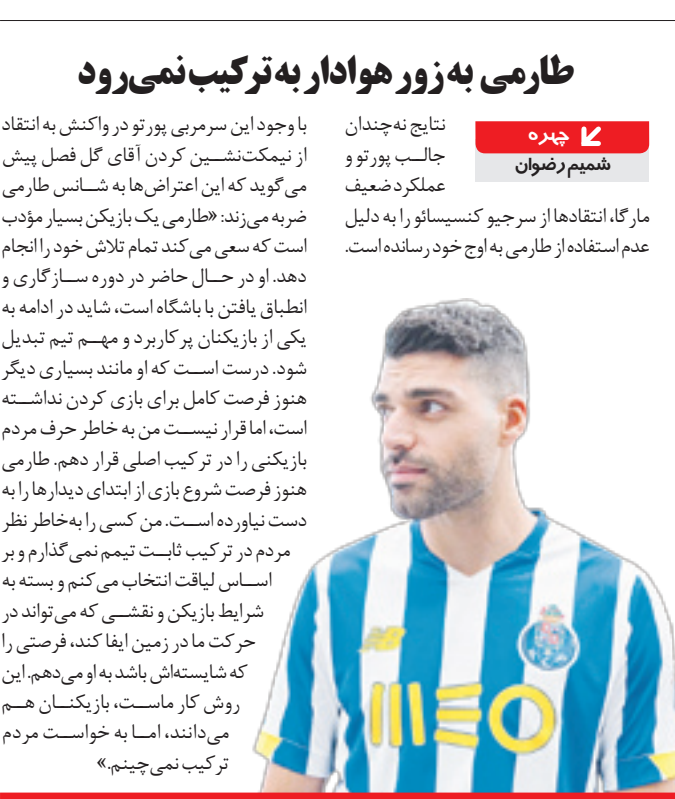 طارمی به زور هوادار به ترکیب نمی‌رود
چهره
شمیم رضوان
نتایج نه‌چندان
جالب پورتو و
عملکرد ضعیف
مارگا، انتقادها از سرجیو کنسیسائو را به دلیل
عدم استفاده از طارمی به اوج خود رسانده است.
با وجود این سرمربی پورتو در واکنش به انتقاد
از نیمکت‌نشین کردن آقای گل فصل پیش
می‌گوید که این اعتراض‌ها به شانس طارمی
ضربه می‌زند: «طارمی یک بازیکن بسیار مؤدب
است که سعی می‌کند تمام تلاش خود را انجام
دهد. او در حال حاضر در دوره سازگاری و
انطباق یافتن با باشگاه است، شاید در ادامه به
یکی از بازیکنان پرکاربرد و مهم تیم تبدیل
شود. درست است که او مانند بسیاری دیگر
هنوز فرصت کامل برای بازی کردن نداشته
است، اما قرار نیست من به خاطر حرف مردم
بازیکنی را در ترکیب اصلی قرار دهم. طارمی
هنوز فرصت شروع بازی از ابتدای دیدارها را به
دست نیاورده است. من کسی را به‌خاطر نظر
مردم در ترکیب ثابت تیمم نمی‌گذارم و بر
اساس لیاقت انتخاب می‌کنم و بسته به
شرایط بازیکن و نقشی که می‌تواند در
حرکت ما در زمین ایفا کند، فرصتی را
که شایسته‌اش باشد به او می‌دهم. این
روش کار ماست، بازیکنان هم
می‌دانند، اما به خواست مردم
ترکیب نمی‌چینم.»
MEO